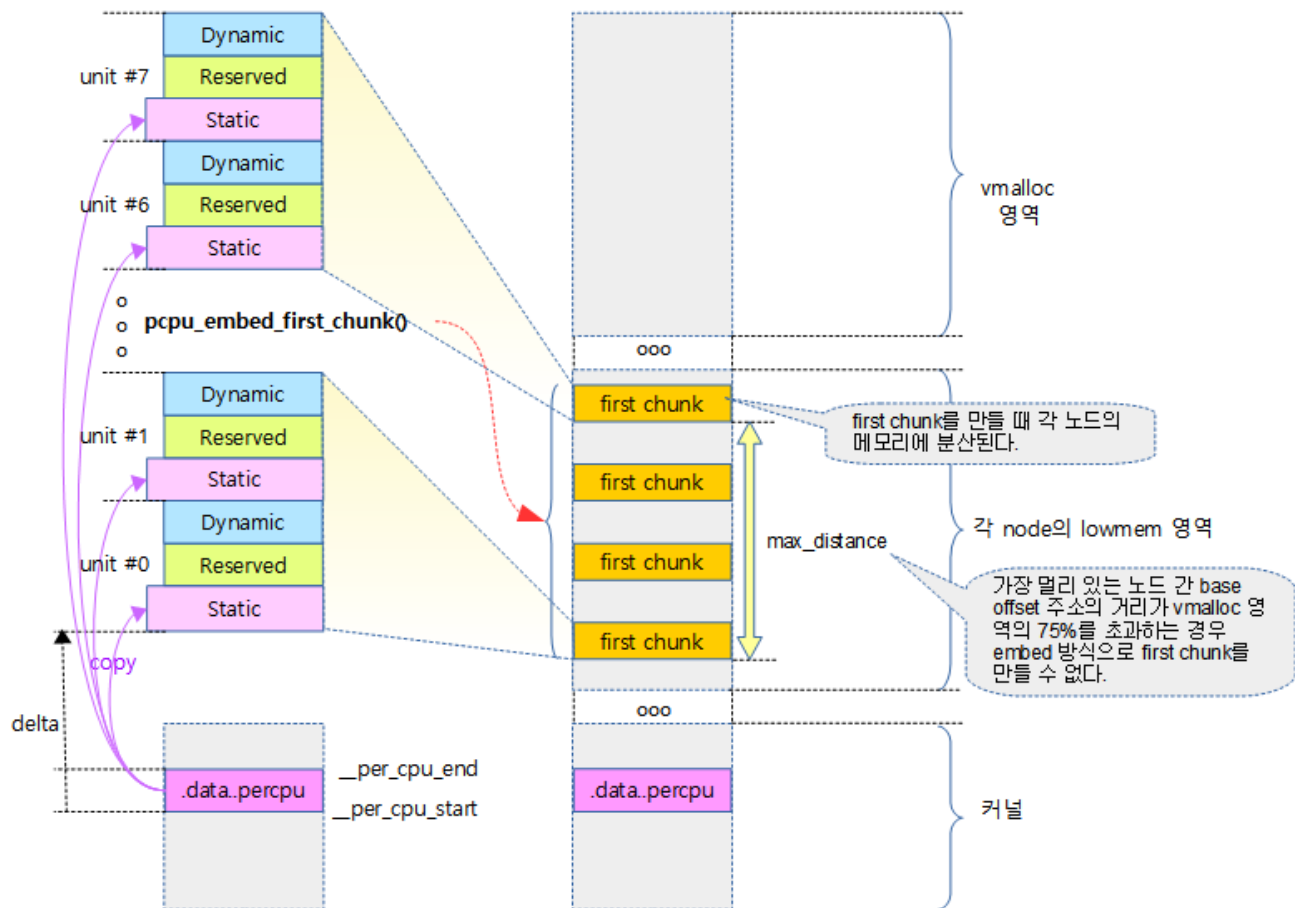 Dynamic
unit #7
Reserved
Static
Dynamic
unit #6
Reserved
Static
o
o
o
pcpu_embed_first_chunk()
Dynamic
unit #1
Reserved
Static
Dynamic
unit #0
Reserved
Static
copy
delta
__per_cpu_end
.data..percpu
__per_cpu_start
vmalloc
영역
ooo
first chunk
first chunk를 만들 때 각 노드의
메모리에 분산된다.
first chunk
max_distance
각 node의 lowmem 영역
first chunk
가장 멀리 있는 노드 간 base
offset 주소의 거리가 vmalloc 영
역의 75%를 초과하는 경우
embed 방식으로 first chunk를
만들 수 없다.
first chunk
ooo
.data..percpu
커널